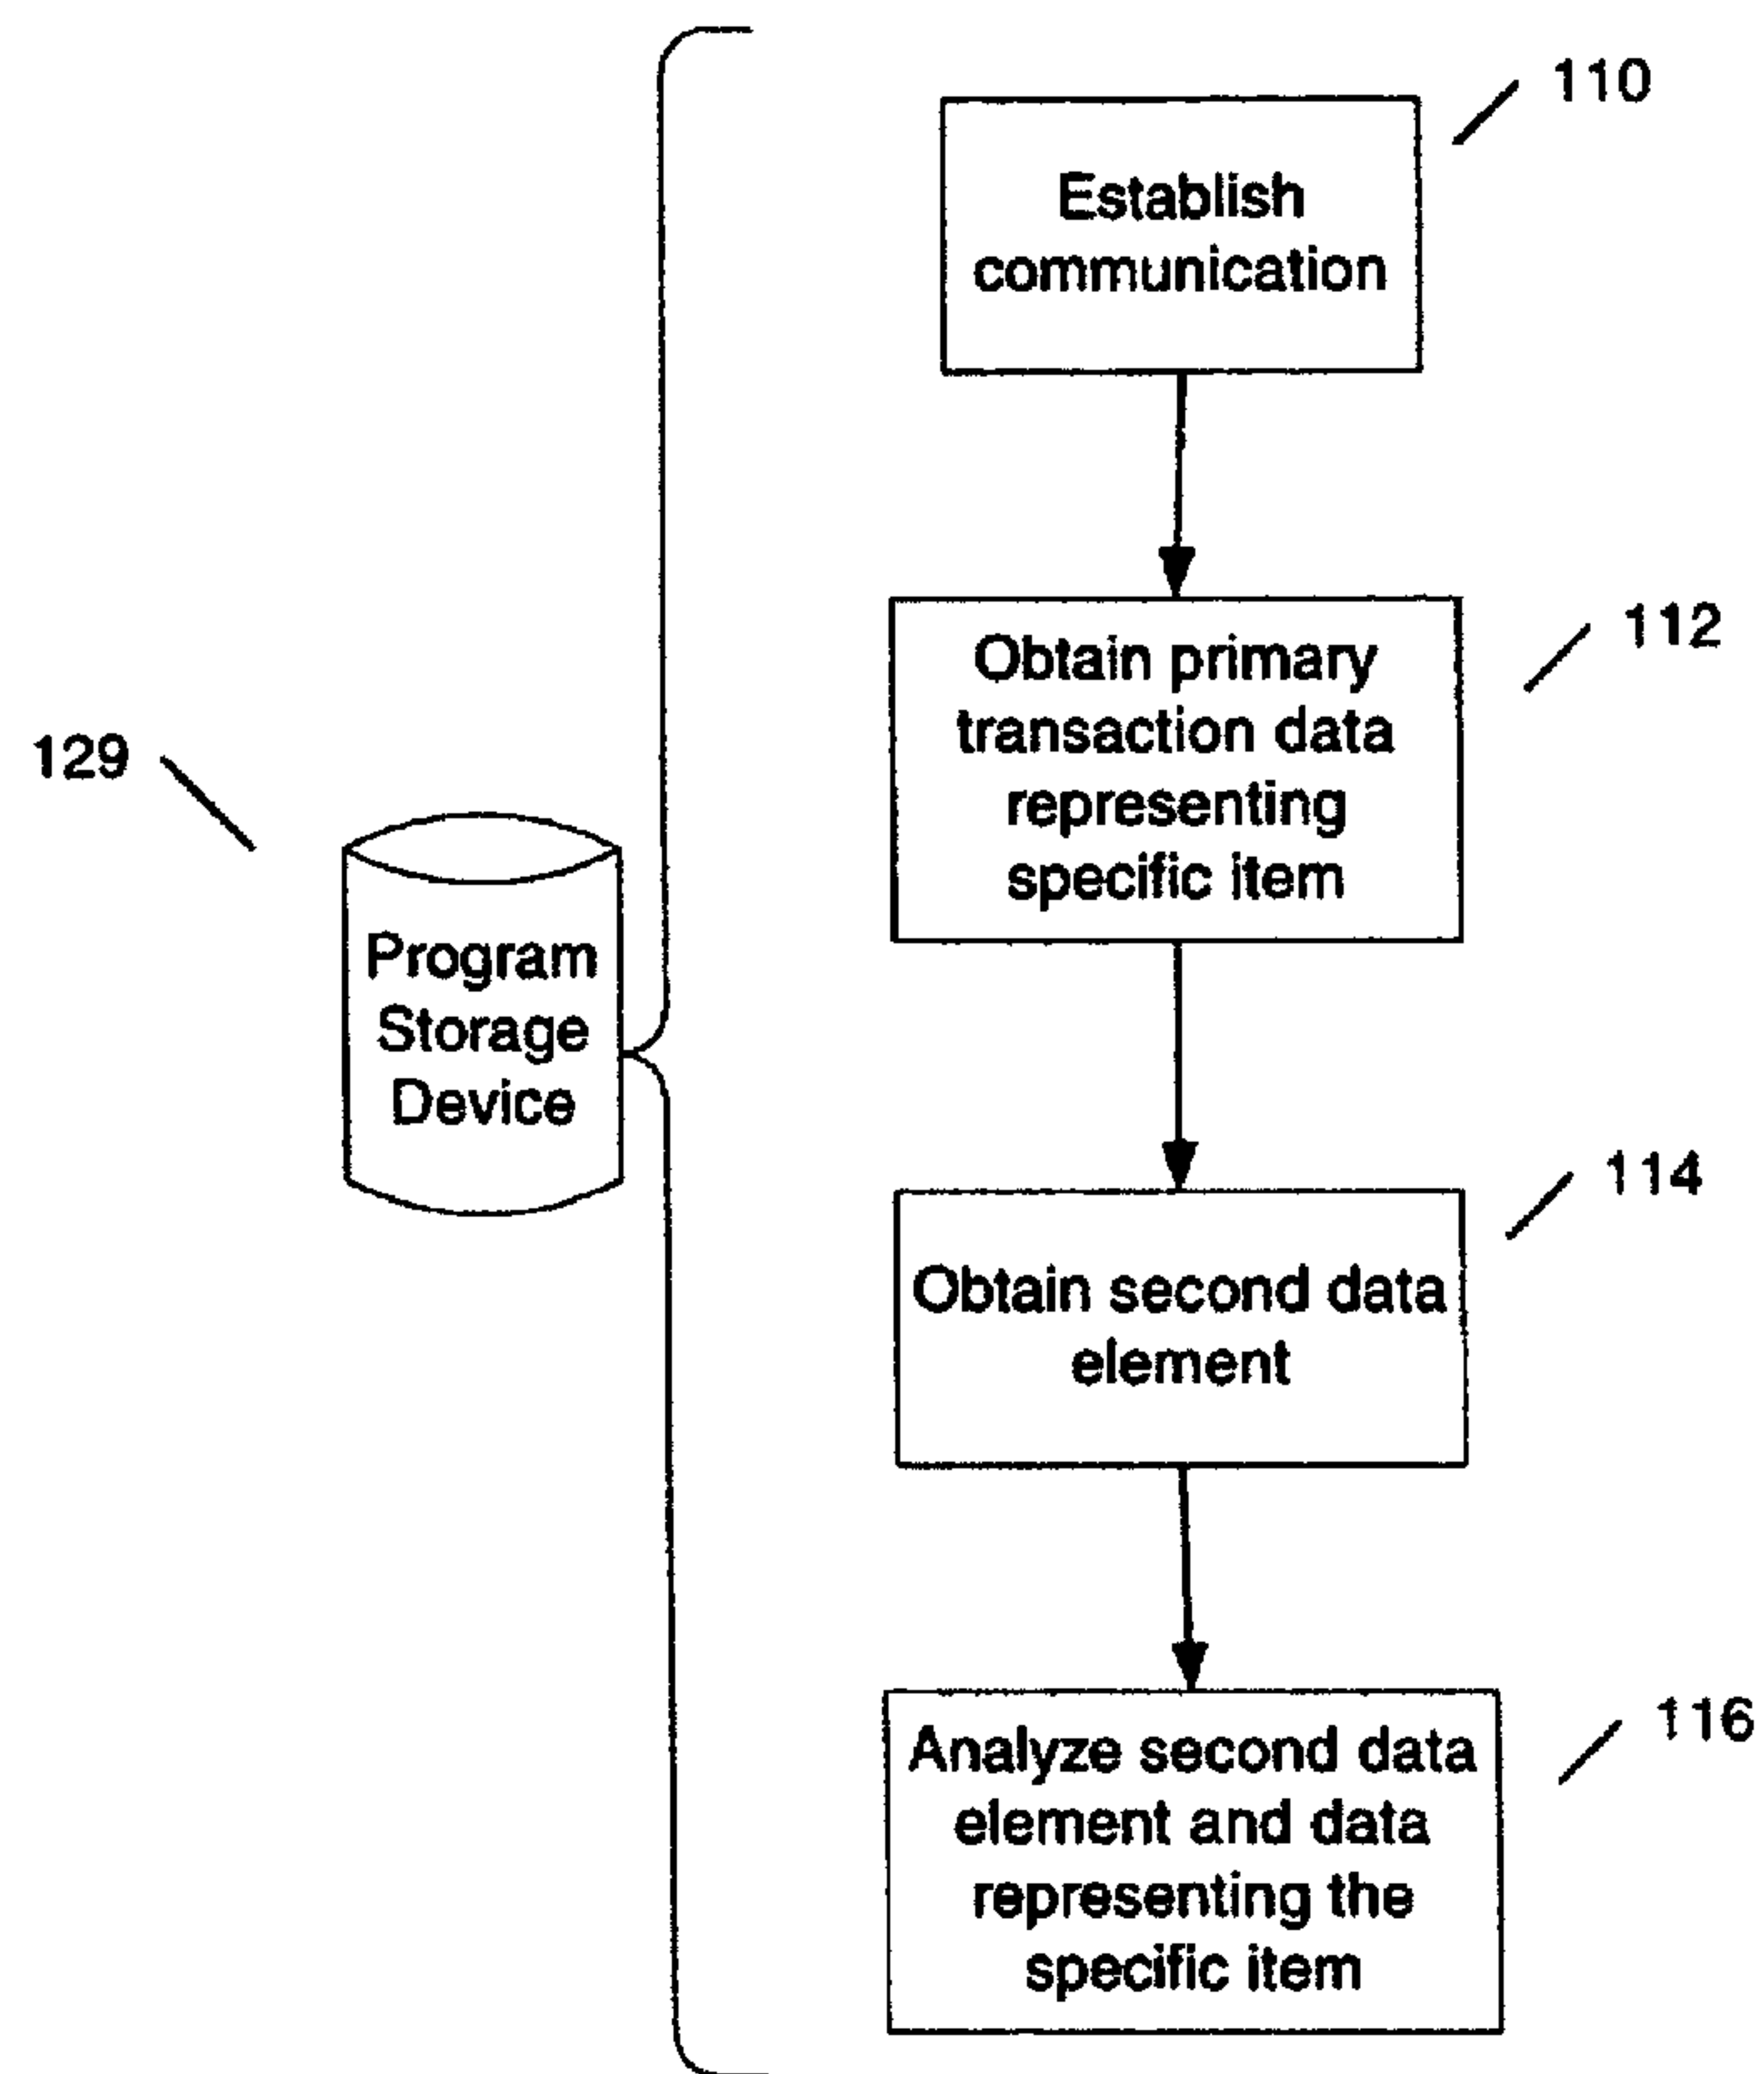 110
Establish
communication
112
Obtain primary
transaction data
representing
specific item
129
Program
Storage
Device
114
Obtain second data
element
116
Analyze second data
element and data
representing the
specific item